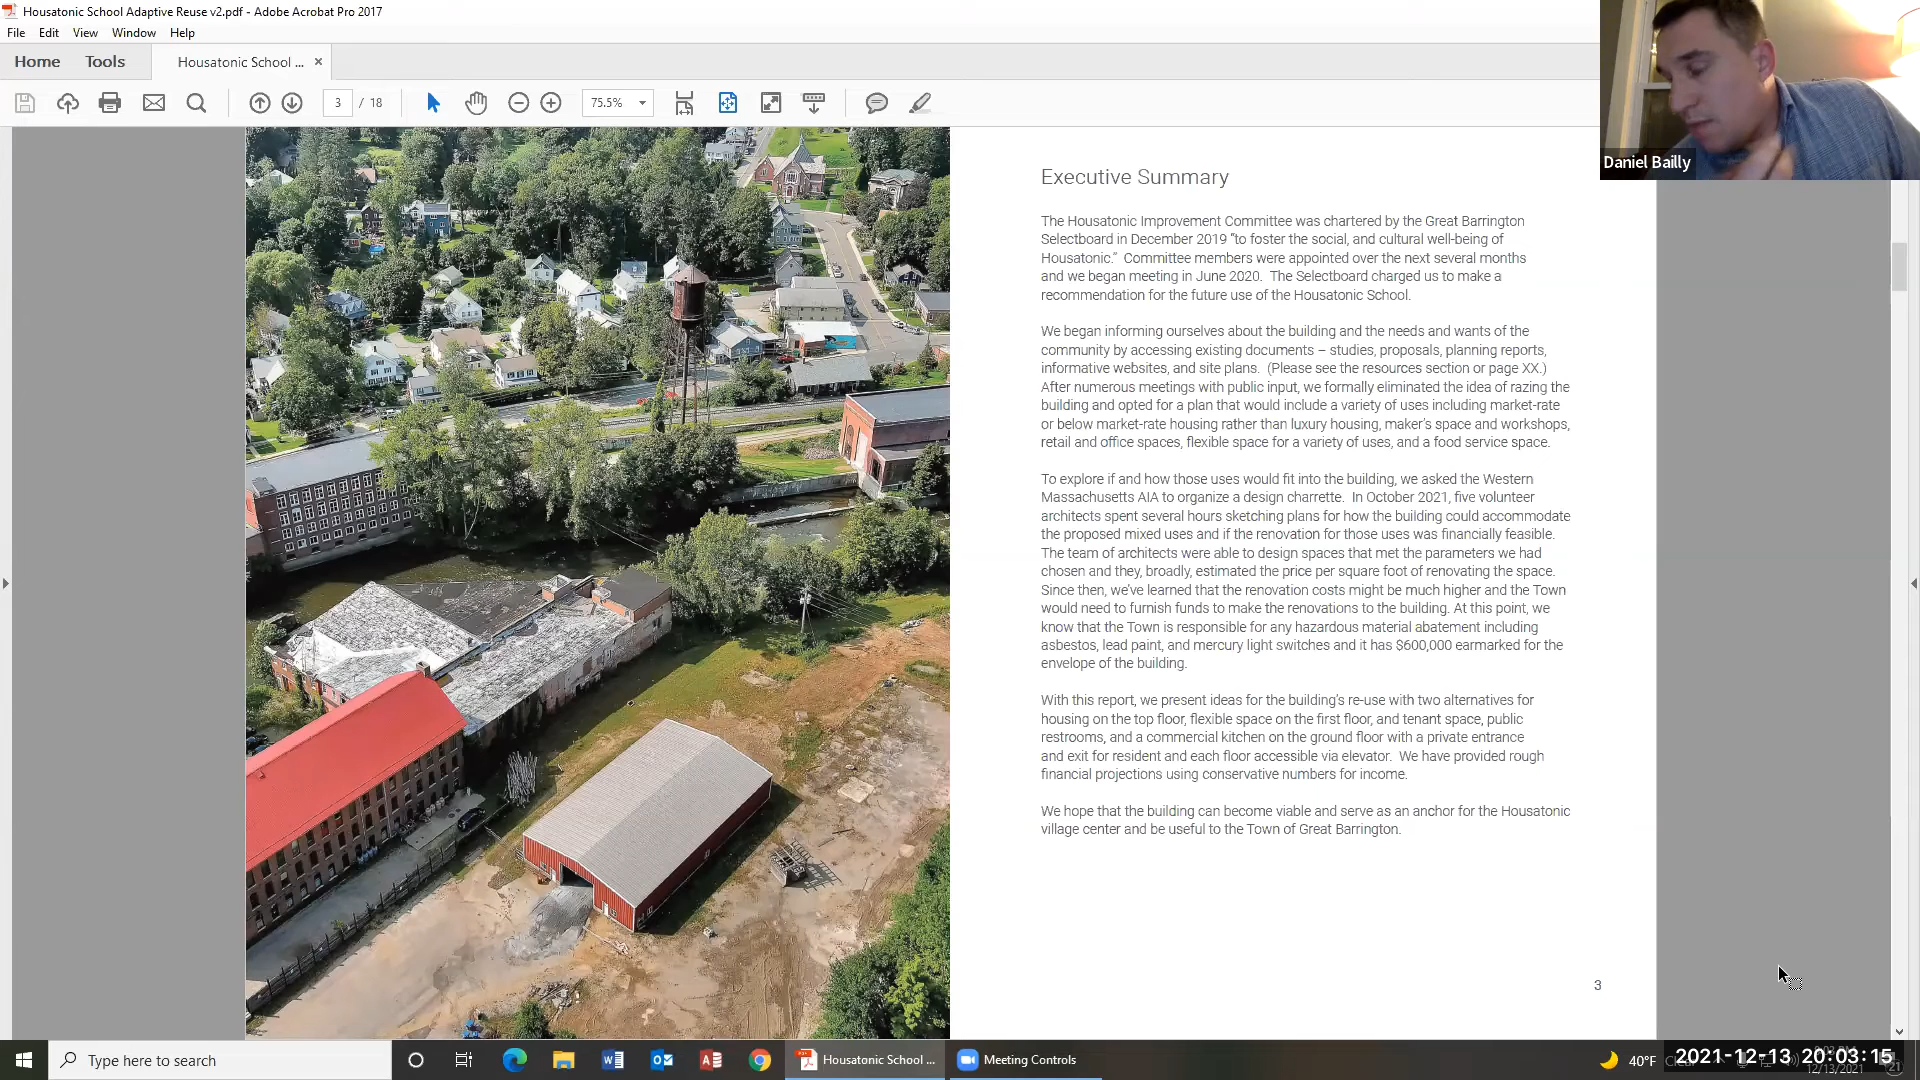 Housatonic School Adaptive Reuse v2.pdf - Adobe Acrobat Pro 2017
File Edit View Window Help
Home Tools Housatonic School ... ×
3 / 18 75.5%
Daniel Bailly
Executive Summary
The Housatonic Improvement Committee was chartered by the Great Barrington
Selectboard in December 2019 “to foster the social, and cultural well-being of
Housatonic.” Committee members were appointed over the next several months
and we began meeting in June 2020. The Selectboard charged us to make a
recommendation for the future use of the Housatonic School.
We began informing ourselves about the building and the needs and wants of the
community by accessing existing documents – studies, proposals, planning reports,
informative websites, and site plans. (Please see the resources section or page XX.)
After numerous meetings with public input, we formally eliminated the idea of razing the
building and opted for a plan that would include a variety of uses including market-rate
or below market-rate housing rather than luxury housing, maker’s space and workshops,
retail and office spaces, flexible space for a variety of uses, and a food service space.
To explore if and how those uses would fit into the building, we asked the Western
Massachusetts AIA to organize a design charrette. In October 2021, five volunteer
architects spent several hours sketching plans for how the building could accommodate
the proposed mixed uses and if the renovation for those uses was financially feasible.
The team of architects were able to design spaces that met the parameters we had
chosen and they, broadly, estimated the price per square foot of renovating the space.
Since then, we’ve learned that the renovation costs might be much higher and the Town
would need to furnish funds to make the renovations to the building. At this point, we
know that the Town is responsible for any hazardous material abatement including
asbestos, lead paint, and mercury light switches and it has $600,000 earmarked for the
envelope of the building.
With this report, we present ideas for the building’s re-use with two alternatives for
housing on the top floor, flexible space on the first floor, and tenant space, public
restrooms, and a commercial kitchen on the ground floor with a private entrance
and exit for resident and each floor accessible via elevator. We have provided rough
financial projections using conservative numbers for income.
We hope that the building can become viable and serve as an anchor for the Housatonic
village center and be useful to the Town of Great Barrington.
3
Type here to search
Housatonic School ...
Meeting Controls
40°F Clear
2021-12-13 20:03:15
12/13/2021
21